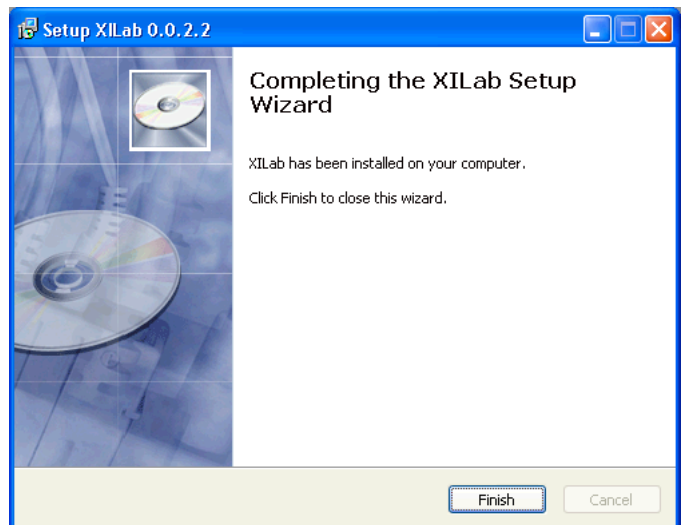 Setup XILab 0.0.2.2
Completing the XILab Setup
Wizard
XILab has been installed on your computer.
Click Finish to close this wizard.
Finish
Cancel